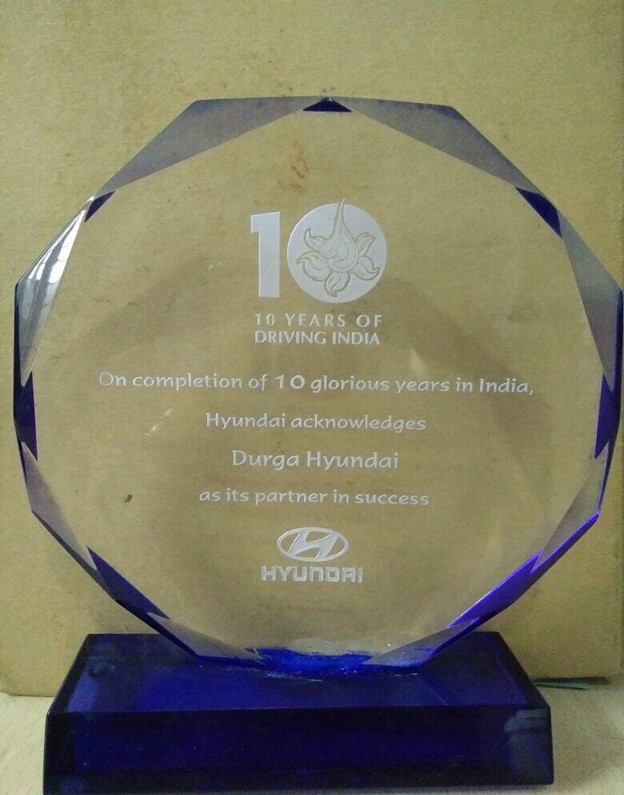 10
10 YEARS OF
DRIVING INDIA
On completion of 10 glorious years in India,
Hyundai acknowledges
Durga Hyundai
as its partner in success
HYUNDAI